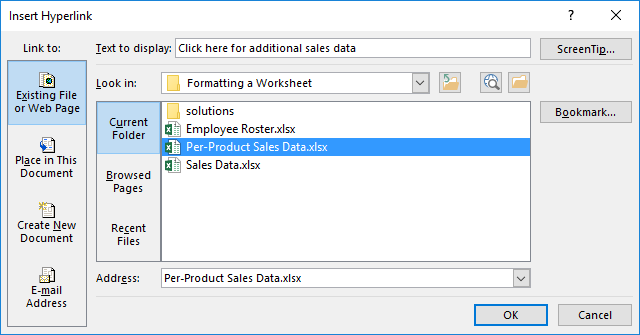 Insert Hyperlink
?
Link to:
Text to display: Click here for additional sales data
ScreenTip...
Existing File
or Web Page
Look in: Formatting a Worksheet
Current
Folder
solutions
Employee Roster.xlsx
Per-Product Sales Data.xlsx
Sales Data.xlsx
Bookmark...
Place in This
Document
Browsed
Pages
Create New
Document
Recent
Files
E-mail
Address
Address: Per-Product Sales Data.xlsx
OK
Cancel